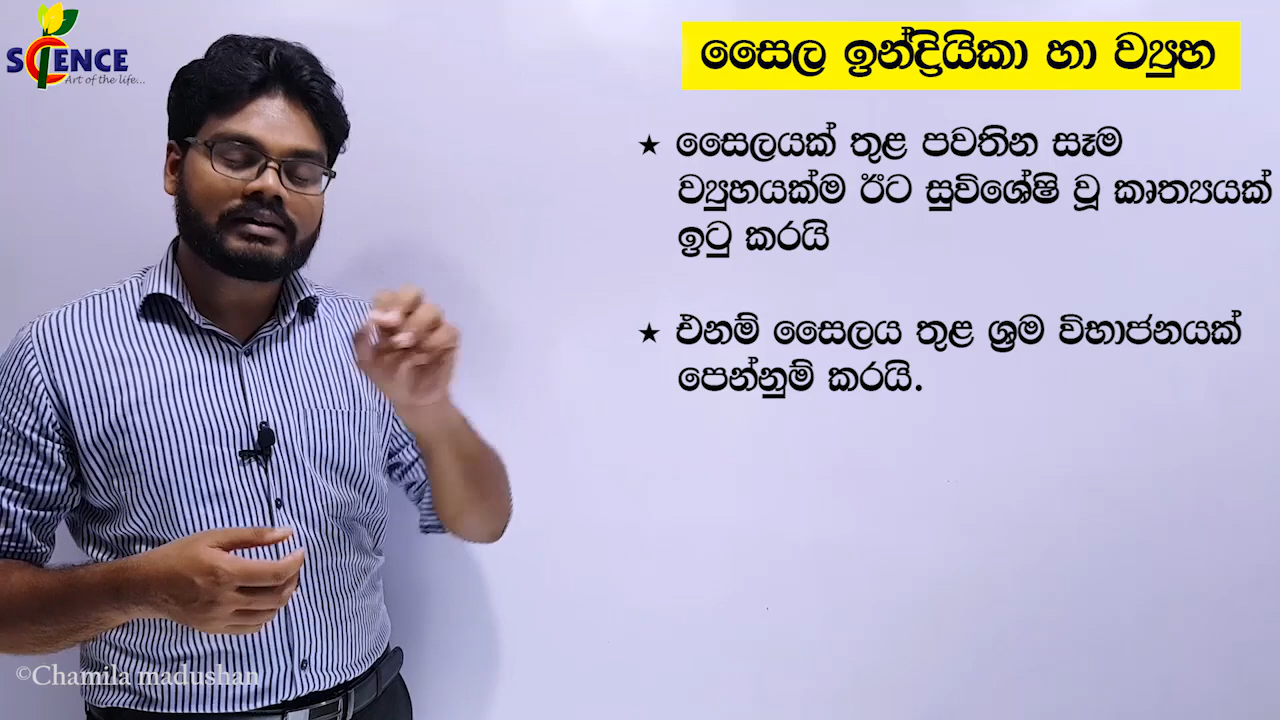 SCIENCE
Art of the life...
සෛල ඉන්ද්‍රියිකා හා ව්‍යුහ
★ සෛලයක් තුළ පවතින සෑම
ව්‍යුහයක්ම ඊට සුවිශේෂි වූ කෘත්‍යයක්
ඉටු කරයි
★ එනම් සෛලය තුළ ශ්‍රම විභාජනයක්
පෙන්නුම් කරයි.
©Chamila madushan